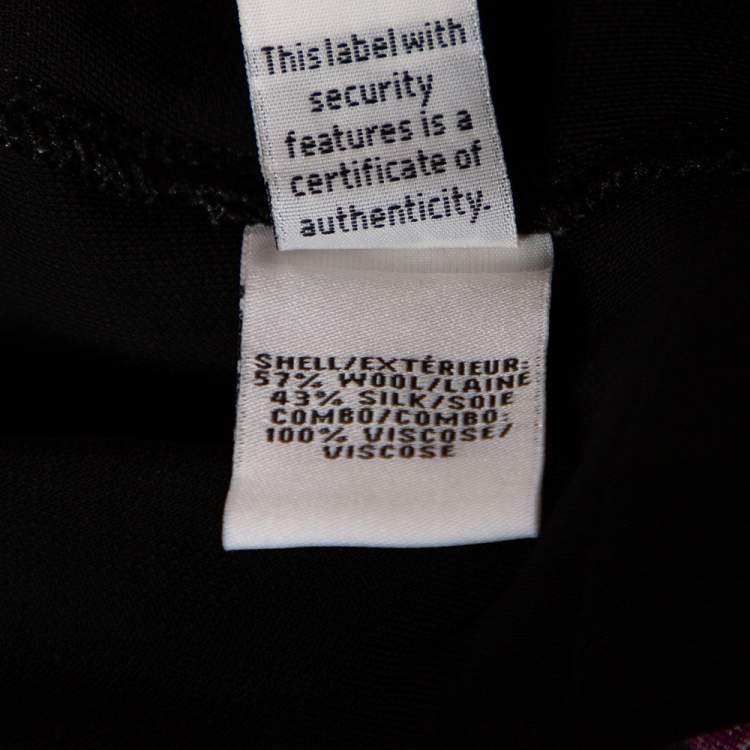 This label with
security
features is a
certificate of
authenticity.
SHELL/EXTÉRIEUR:
57% WOOL/LAINE
43% SILK/SOIE
COMBO/COMBO:
100% VISCOSE/
VISCOSE